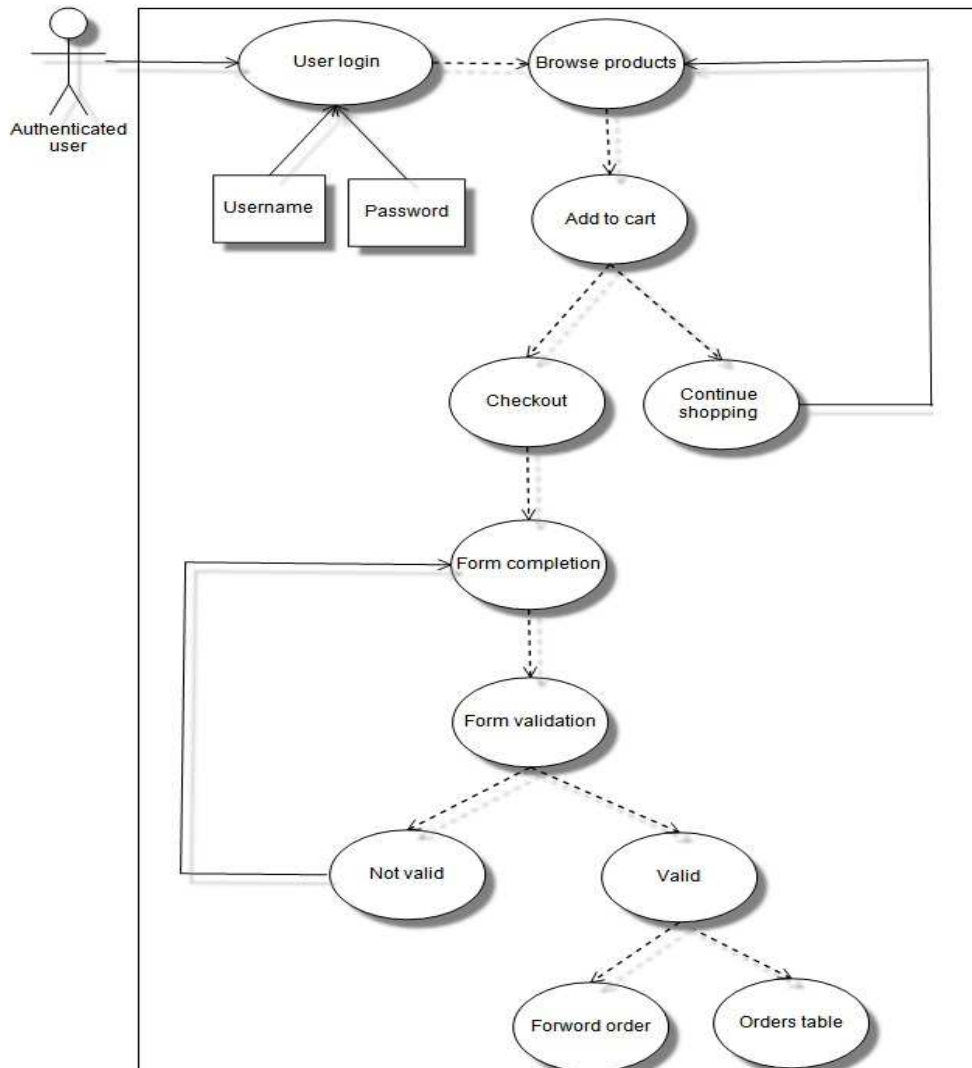 User login
Browse products
Authenticated
user
Username
Password
Add to cart
Checkout
Continue
shopping
Form completion
Form validation
Not valid
Valid
Forword order
Orders table